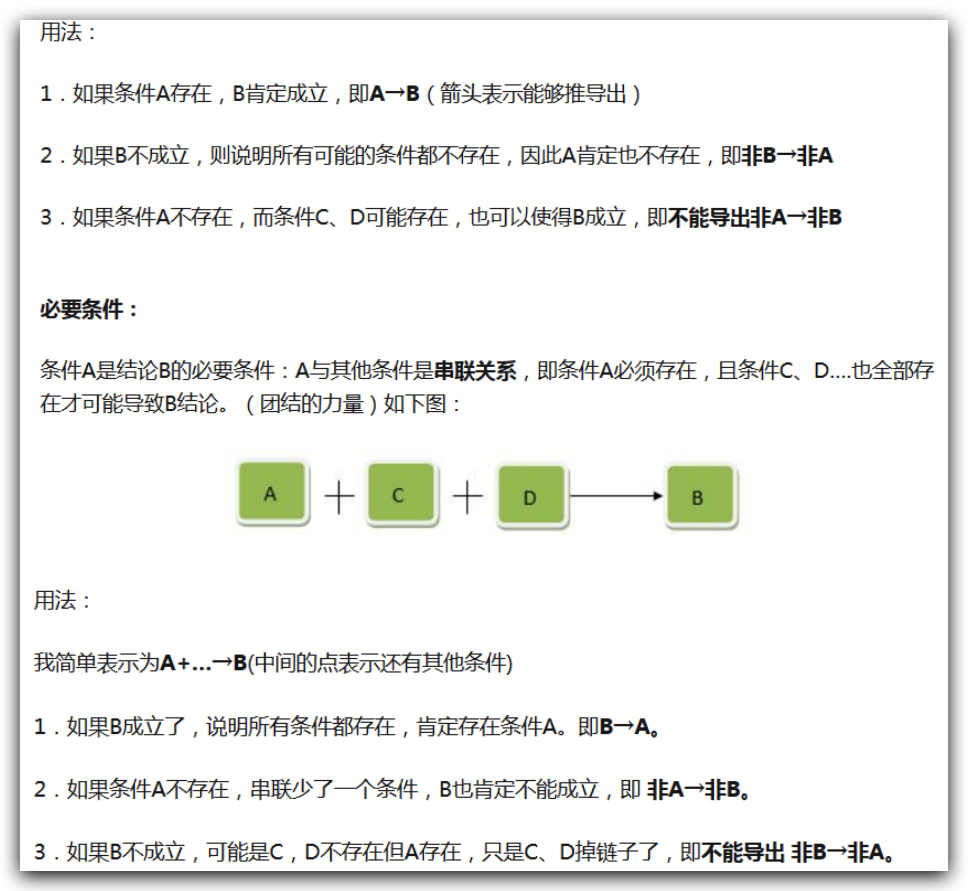 用法：
1．如果条件A存在，B肯定成立，即A→B（箭头表示能够推导出）
2．如果B不成立，则说明所有可能的条件都不存在，因此A肯定也不存在，即非B→非A
3．如果条件A不存在，而条件C、D可能存在，也可以使得B成立，即不能导出非A→非B
必要条件：
条件A是结论B的必要条件：A与其他条件是串联关系，即条件A必须存在，且条件C、D....也全部存
在才可能导致B结论。（团结的力量）如下图：
A + C + D → B
用法：
我简单表示为A+...→B(中间的点表示还有其他条件)
1．如果B成立了，说明所有条件都存在，肯定存在条件A。即B→A。
2．如果条件A不存在，串联少了一个条件，B也肯定不能成立，即 非A→非B。
3．如果B不成立，可能是C，D不存在但A存在，只是C、D掉链子了，即不能导出 非B→非A。